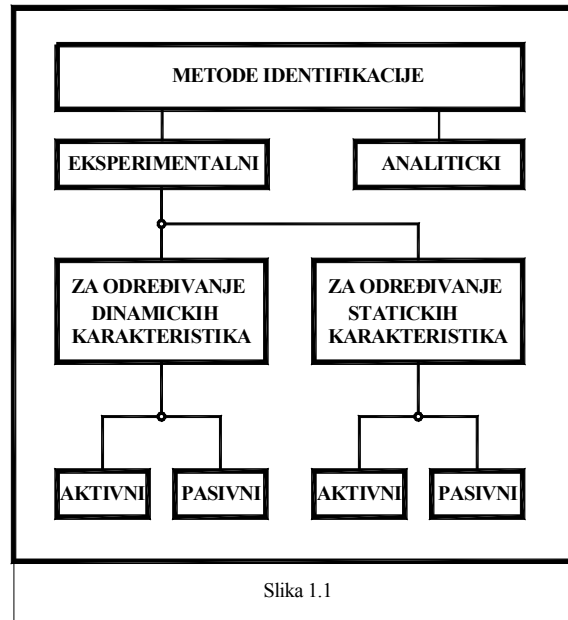 METODE IDENTIFIKACIJE
EKSPERIMENTALNI
ANALITICKI
ZA ODREĐIVANJE
DINAMICKIH
KARAKTERISTIKA
ZA ODREĐIVANJE
STATICKIH
KARAKTERISTIKA
AKTIVNI
PASIVNI
AKTIVNI
PASIVNI
Slika 1.1